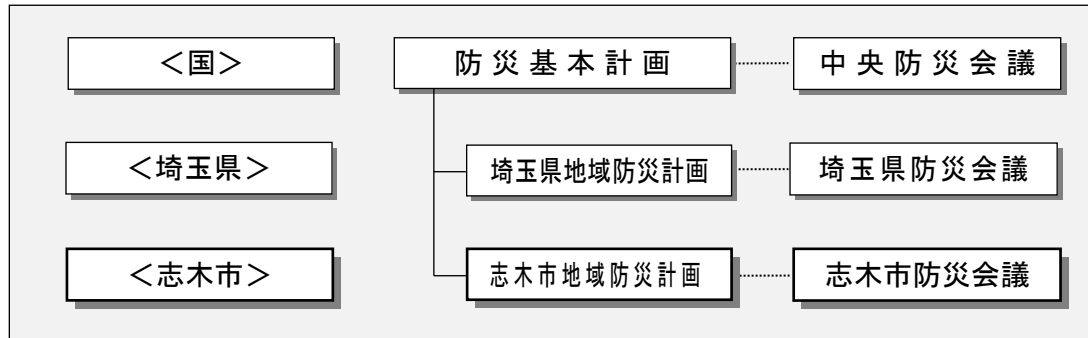 ＜国＞
防災基本計画
中央防災会議
＜埼玉県＞
埼玉県地域防災計画
埼玉県防災会議
＜志木市＞
志木市地域防災計画
志木市防災会議